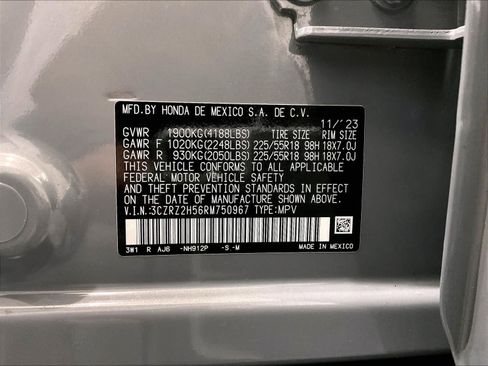 MFD.BY HONDA DE MEXICO S.A. DE C.V.
11/'23
GVWR 1900KG(4188LBS) TIRE SIZE RIM SIZE
GAWR F 1020KG(2248LBS) 225/55R18 98H 18X7.0J
GAWR R 930KG(2050LBS) 225/55R18 98H 18X7.0J
THIS VEHICLE CONFORMS TO ALL APPLICABLE
FEDERAL MOTOR VEHICLE SAFETY
AND THEFT PREVENTION STANDARDS IN EFFECT
ON THE DATE OF MANUFACTURE SHOWN ABOVE.
V.I.N.:3CZRZ2H56RM750967 TYPE:MPV
3W1 R AJ6 -NH912P -S.-M MADE IN MEXICO